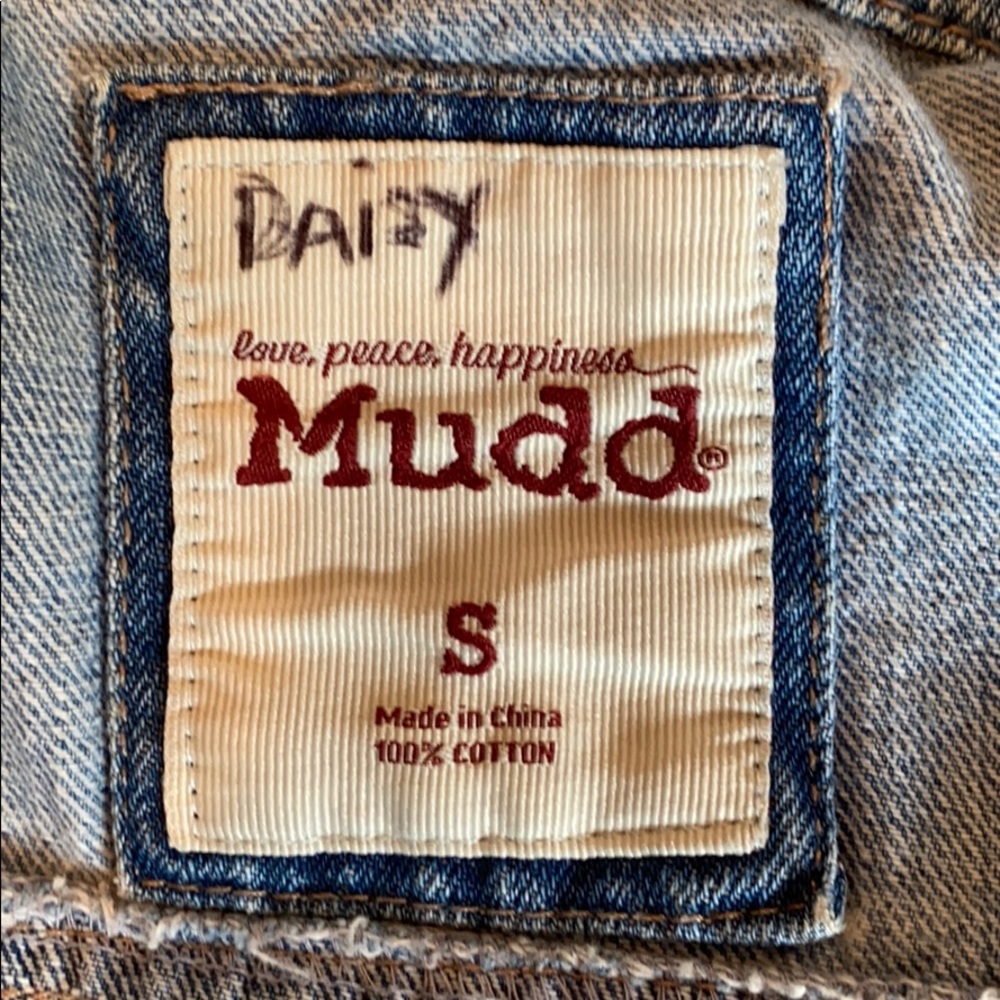 DAiSY
love, peace, happiness
Mudd®
S
Made in China
100% COTTON